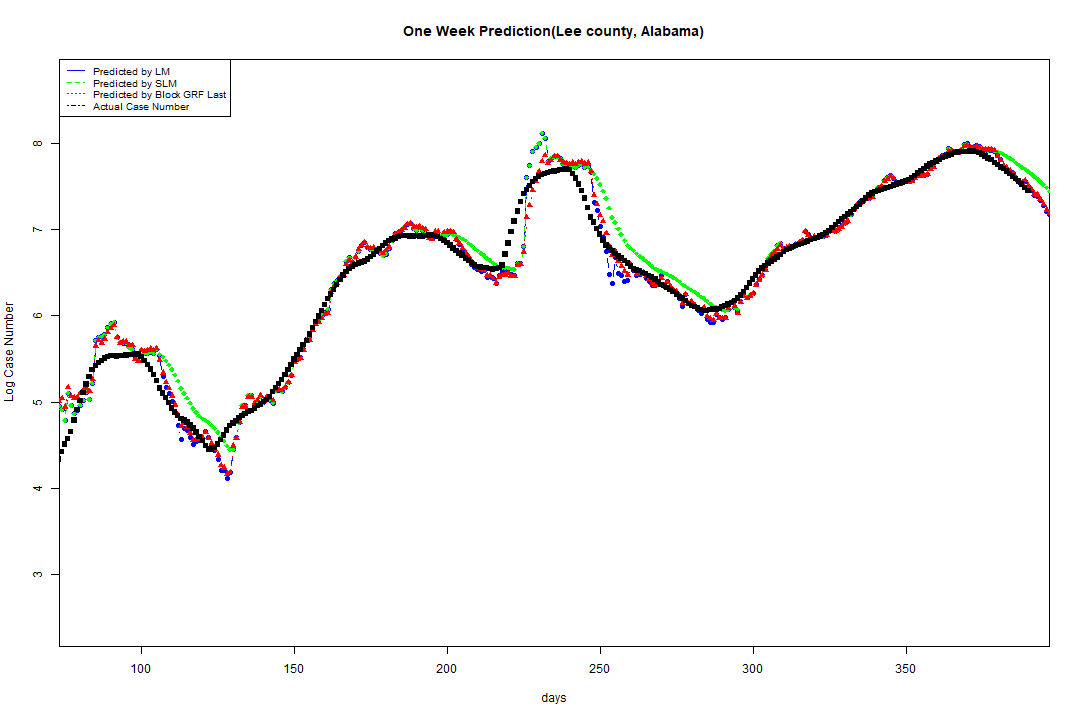 One Week Prediction(Lee county, Alabama)
Predicted by LM
Predicted by SLM
Predicted by Block GRF Last
Actual Case Number
8
7
6
5
4
3
Log Case Number
100 150 200 250 300 350
days